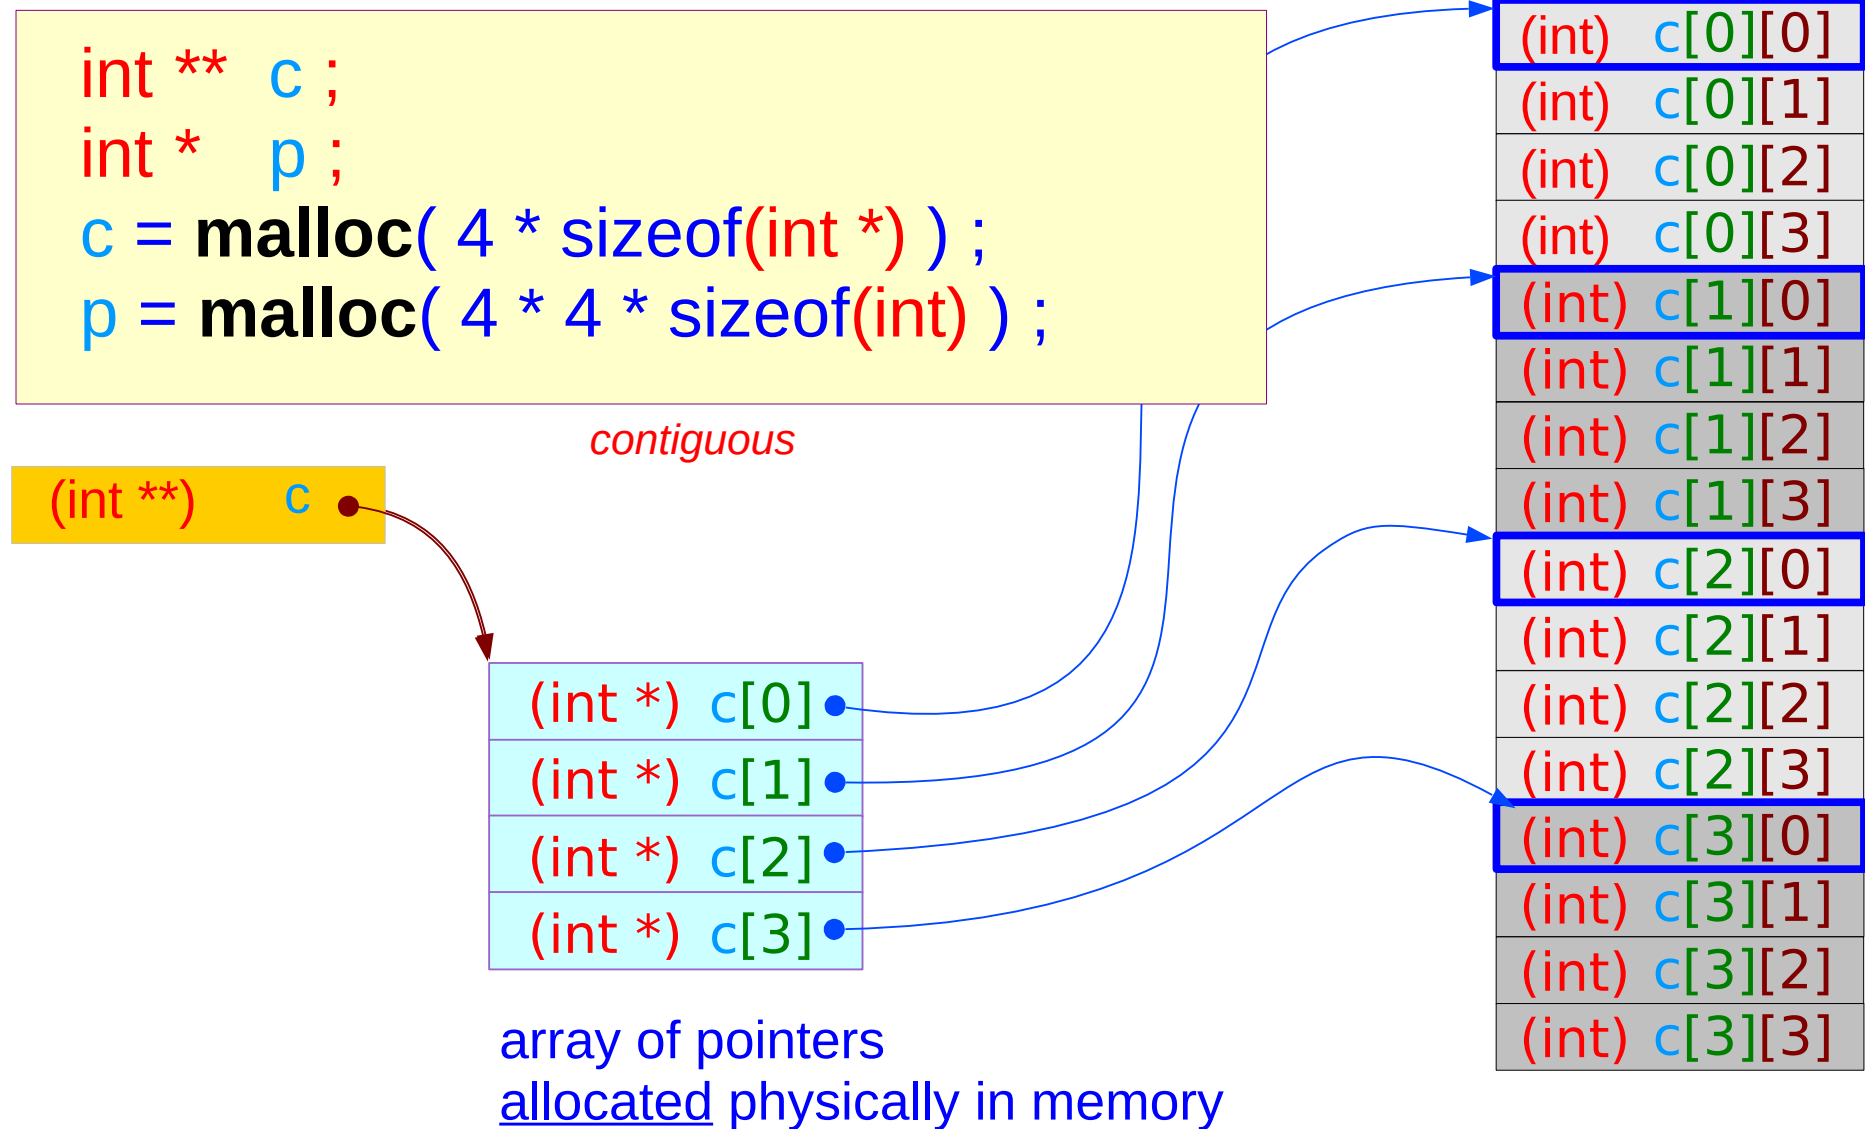 int ** c ;
int * p ;
c = malloc( 4 * sizeof(int *) ) ;
p = malloc( 4 * 4 * sizeof(int) ) ;
contiguous
(int **) c
(int *) c[0]
(int *) c[1]
(int *) c[2]
(int *) c[3]
array of pointers
allocated physically in memory
(int) c[0][0]
(int) c[0][1]
(int) c[0][2]
(int) c[0][3]
(int) c[1][0]
(int) c[1][1]
(int) c[1][2]
(int) c[1][3]
(int) c[2][0]
(int) c[2][1]
(int) c[2][2]
(int) c[2][3]
(int) c[3][0]
(int) c[3][1]
(int) c[3][2]
(int) c[3][3]